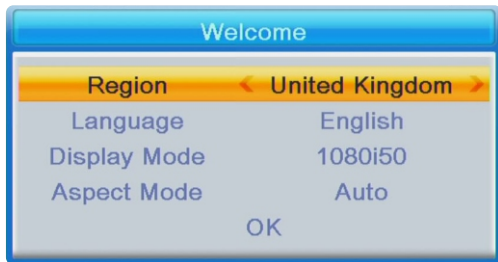 Welcome
Region United Kingdom
Language English
Display Mode 1080i50
Aspect Mode Auto
OK